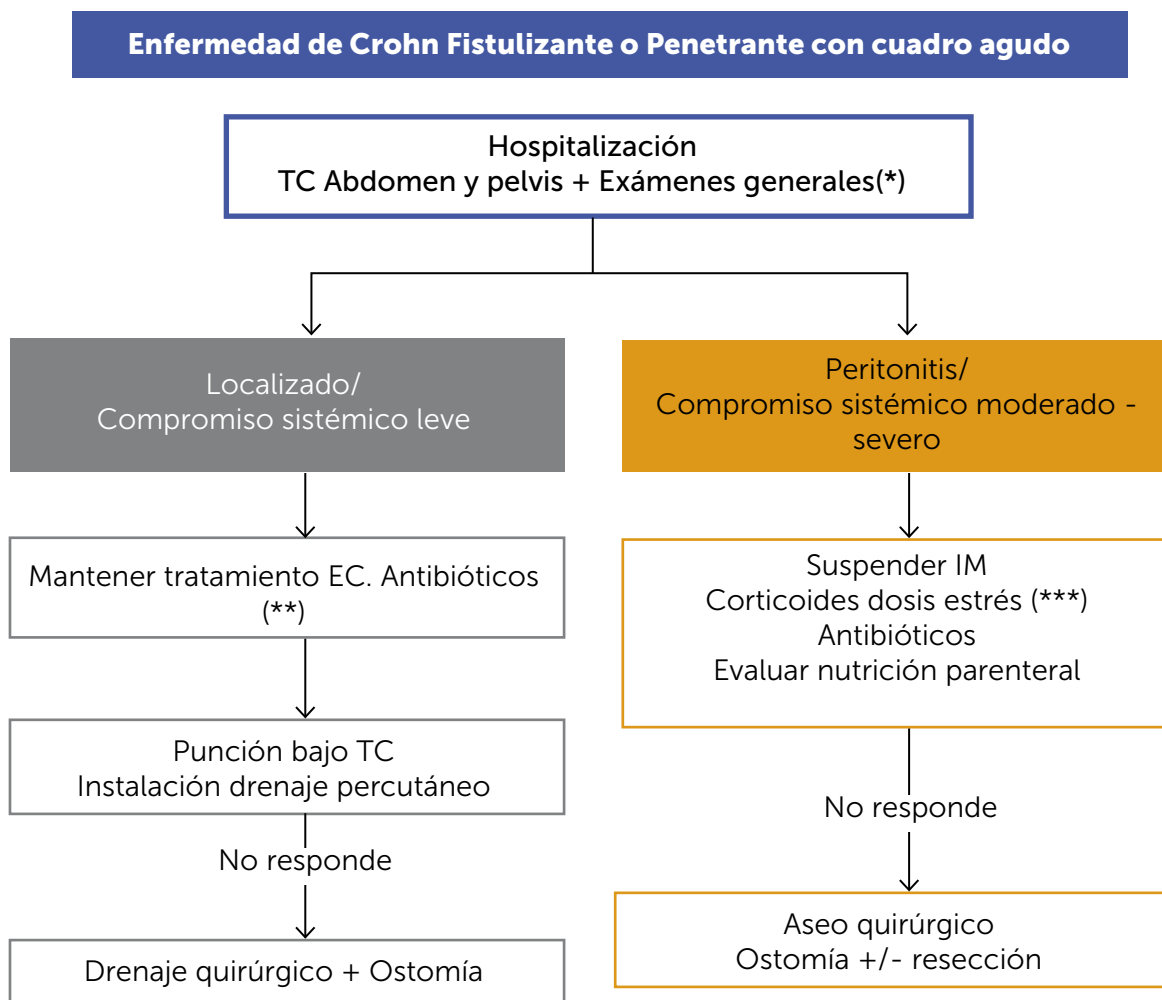 Enfermedad de Crohn Fistulizante o Penetrante con cuadro agudo
Hospitalización
TC Abdomen y pelvis + Exámenes generales(*)
Localizado/
Compromiso sistémico leve
Mantener tratamiento EC. Antibióticos
(**)
Punción bajo TC
Instalación drenaje percutáneo
No responde
Drenaje quirúrgico + Ostomía
Peritonitis/
Compromiso sistémico moderado -
severo
Suspender IM
Corticoides dosis estrés (***)
Antibióticos
Evaluar nutrición parenteral
No responde
Aseo quirúrgico
Ostomía +/- resección